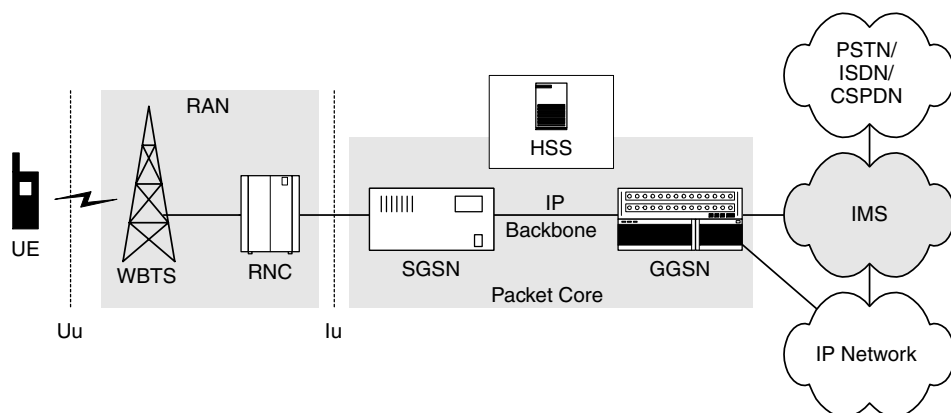 PSTN/
ISDN/
CSPDN
RAN
HSS
UE
WBTS
RNC
SGSN
IP
Backbone
GGSN
IMS
Packet Core
Uu
Iu
IP Network